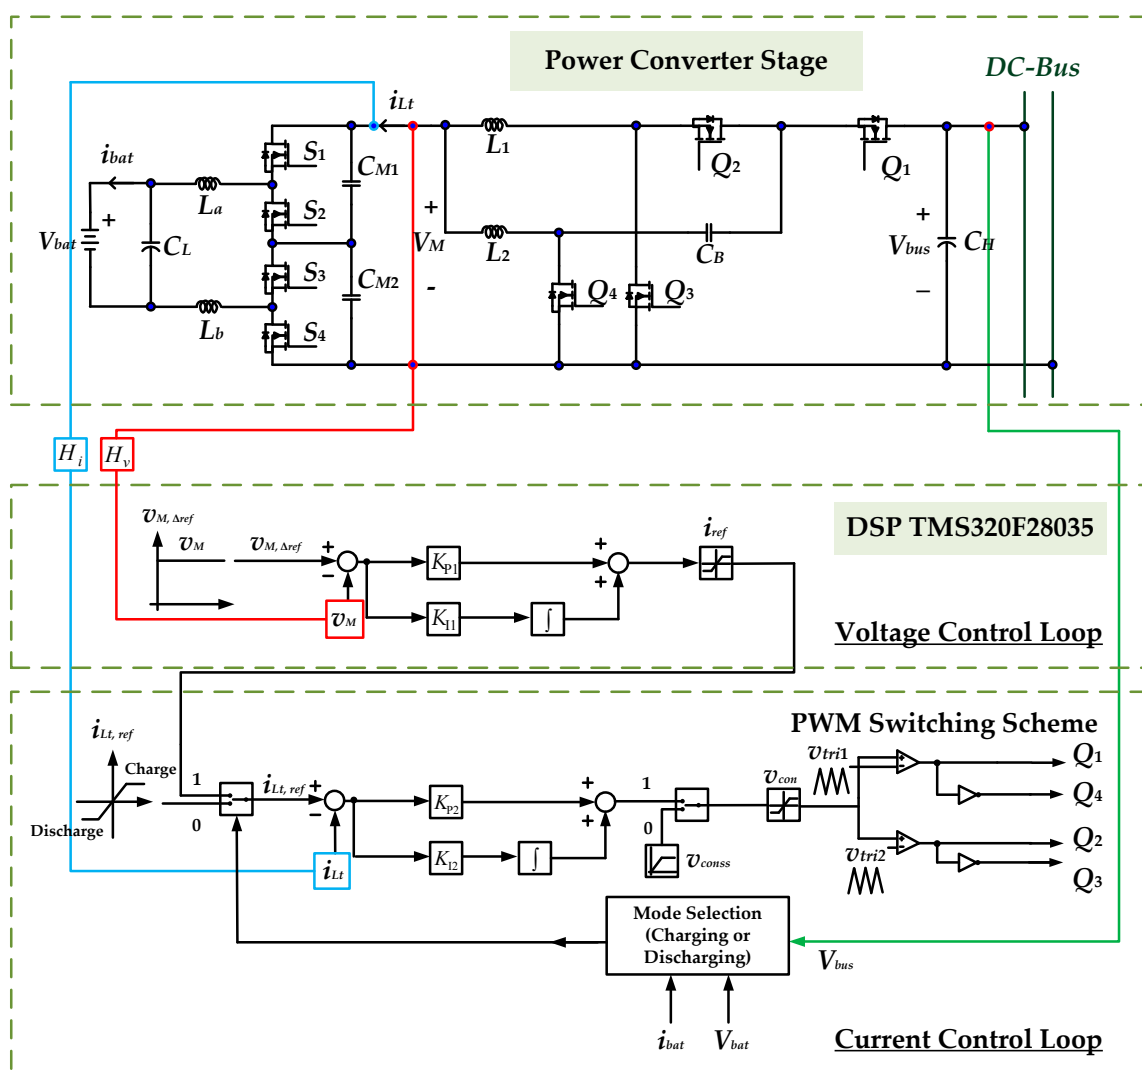 Power Converter Stage
DC-Bus
iLt
L1
Q2
Q1
S1
CM1
ibat
La
S2
+
Vbat
CL
+
VM
-
L2
CB
+
Vbus
−
CH
S3
CM2
Q4
Q3
Lb
S4
Hi
Hv
DSP TMS320F28035
vM, Δref
vM
vM, Δref
+
−
KP1
+
+
iref
vM
KI1
∫
Voltage Control Loop
PWM Switching Scheme
iLt, ref
Charge
Discharge
1
0
iLt, ref
+
−
KP2
+
+
1
0
vcon
vtri1
+
−
Q1
Q4
iLt
KI2
∫
vconss
vtri2
+
−
Q2
Q3
Mode Selection
(Charging or
Discharging)
Vbus
ibat
Vbat
Current Control Loop